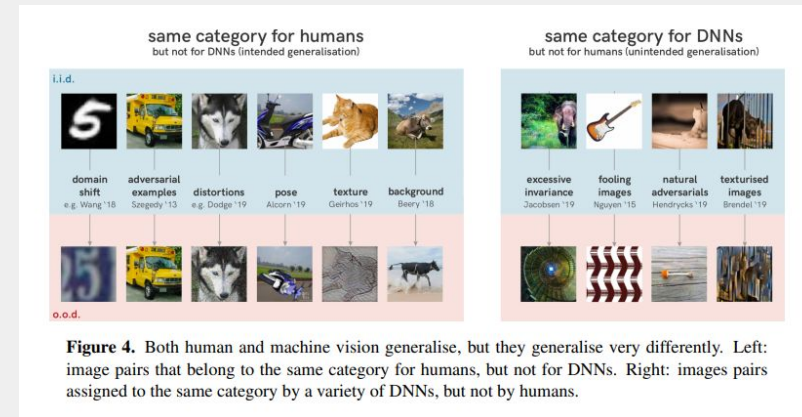 same category for humans
but not for DNNs (intended generalisation)
same category for DNNs
but not for humans (unintended generalisation)
i.i.d.
5
domain shift
e.g. Wang '18
adversarial examples
Szegedy '13
distortions
e.g. Dodge '19
pose
Alcorn '19
texture
Geirhos '19
background
Beery '18
excessive invariance
Jacobsen '19
fooling images
Nguyen '15
natural adversarials
Hendrycks '19
texturised images
Brendel '19
25
o.o.d.
Figure 4. Both human and machine vision generalise, but they generalise very differently. Left:
image pairs that belong to the same category for humans, but not for DNNs. Right: images pairs
assigned to the same category by a variety of DNNs, but not by humans.